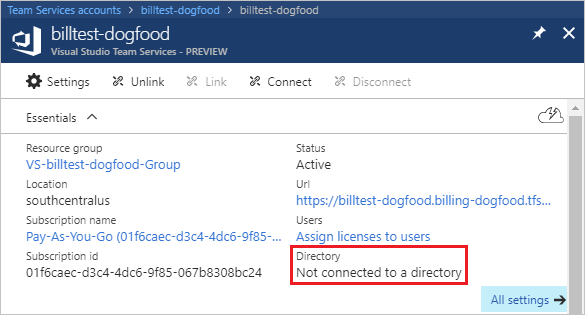 Team Services accounts > billtest-dogfood > billtest-dogfood
billtest-dogfood
Visual Studio Team Services - PREVIEW
Settings Unlink Link Connect Disconnect
Essentials
Resource group
VS-billtest-dogfood-Group
Location
southcentralus
Subscription name
Pay-As-You-Go (01f6caec-d3c4-4dc6-9f85-...
Subscription id
01f6caec-d3c4-4dc6-9f85-067b8308bc24
Status
Active
Url
https://billtest-dogfood.billing-dogfood.tfs...
Users
Assign licenses to users
Directory
Not connected to a directory
All settings